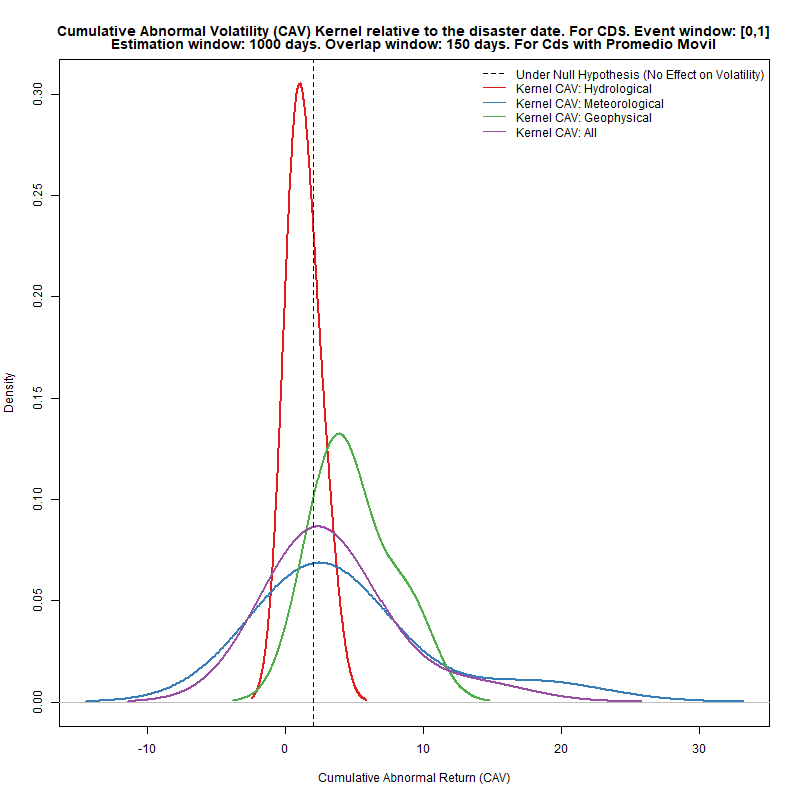 Cumulative Abnormal Volatility (CAV) Kernel relative to the disaster date. For CDS. Event window: [0,1]
Estimation window: 1000 days. Overlap window: 150 days. For Cds with Promedio Movil
Under Null Hypothesis (No Effect on Volatility)
Kernel CAV: Hydrological
Kernel CAV: Meteorological
Kernel CAV: Geophysical
Kernel CAV: All
Density
0.30
0.25
0.20
0.15
0.10
0.05
0.00
-10 0 10 20 30
Cumulative Abnormal Return (CAV)